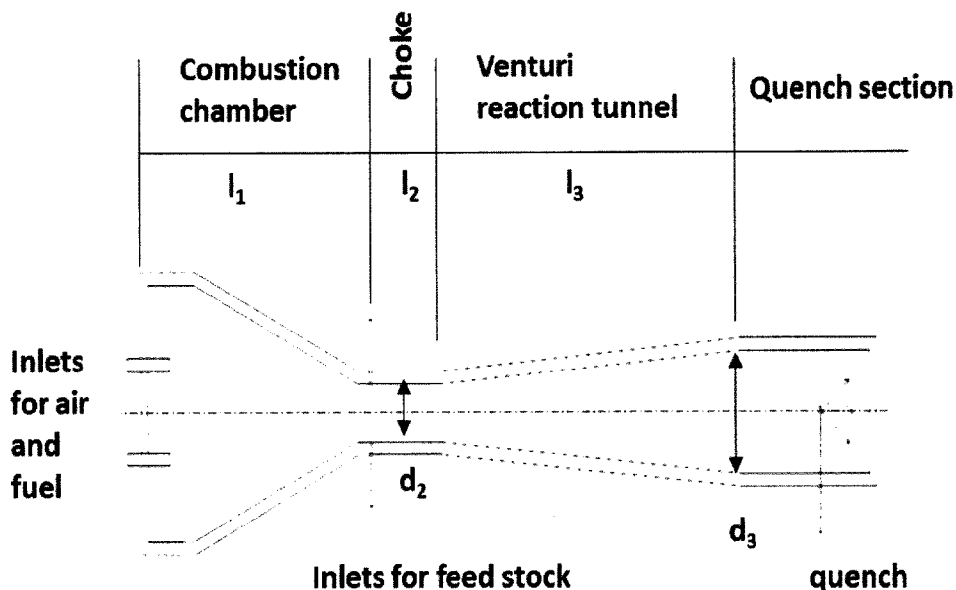 Combustion
chamber
Choke
Venturi
reaction tunnel
Quench section
l₁
l₂
l₃
Inlets
for air
and
fuel
d₂
d₃
Inlets for feed stock
quench